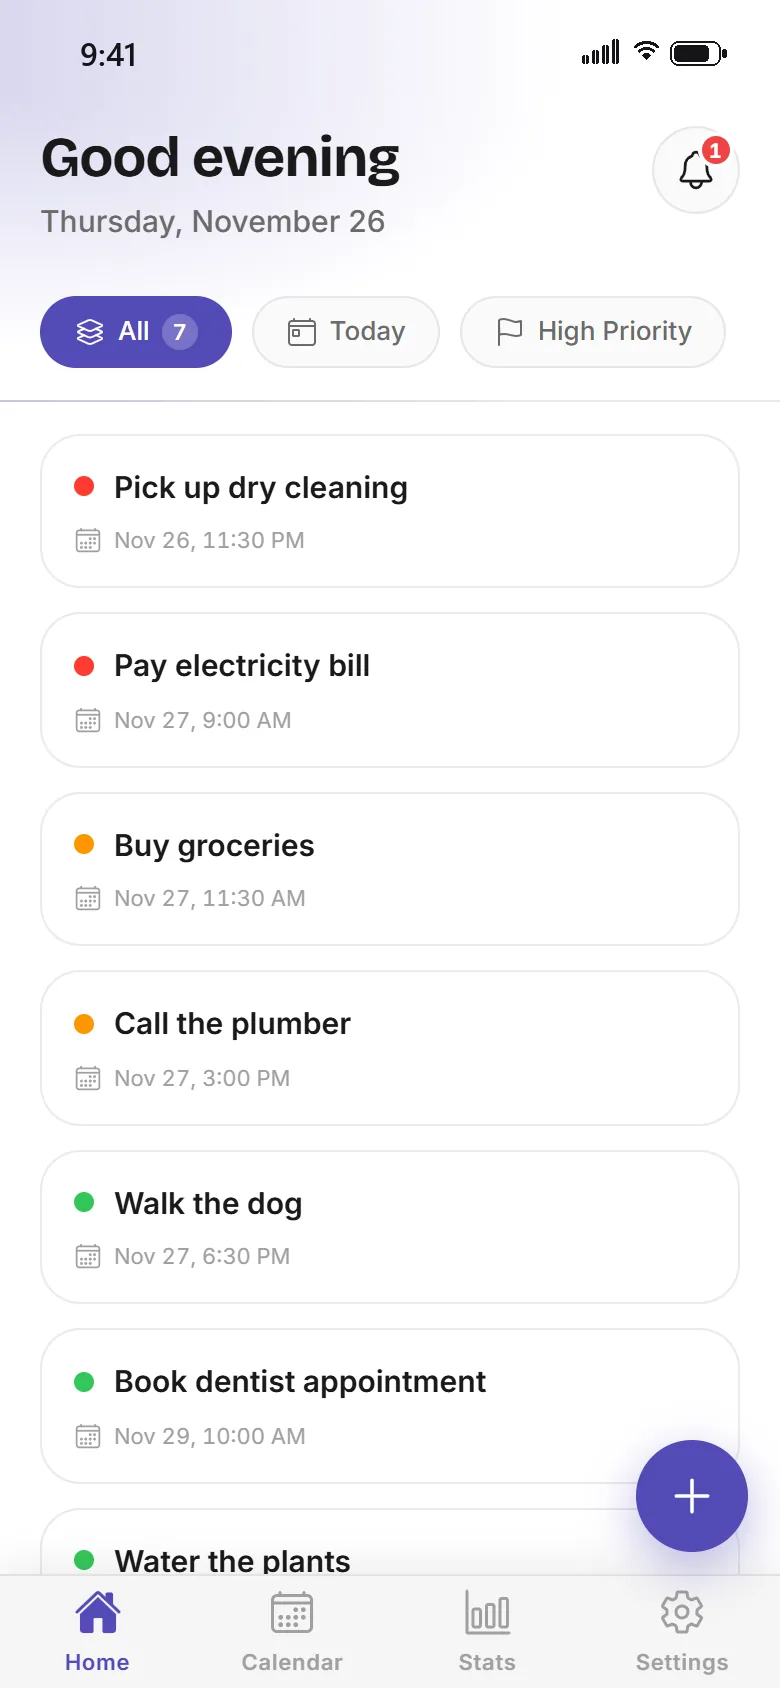 9:41
Good evening
1
Thursday, November 26
All 7
Today
High Priority
Pick up dry cleaning
Nov 26, 11:30 PM
Pay electricity bill
Nov 27, 9:00 AM
Buy groceries
Nov 27, 11:30 AM
Call the plumber
Nov 27, 3:00 PM
Walk the dog
Nov 27, 6:30 PM
Book dentist appointment
Nov 29, 10:00 AM
Water the plants
Home
Calendar
Stats
Settings